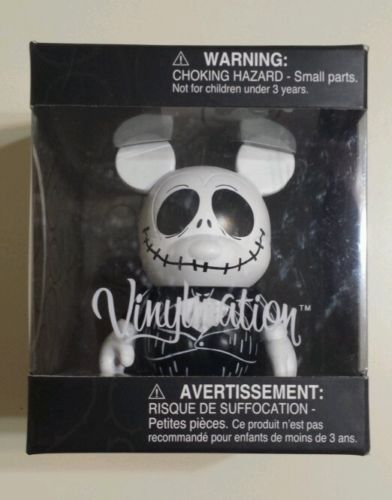 ⚠ WARNING:
CHOKING HAZARD - Small parts.
Not for children under 3 years.
Vinylmation™
⚠ AVERTISSEMENT:
RISQUE DE SUFFOCATION -
Petites pièces. Ce produit n'est pas
recommandé pour enfants de moins de 3 ans.